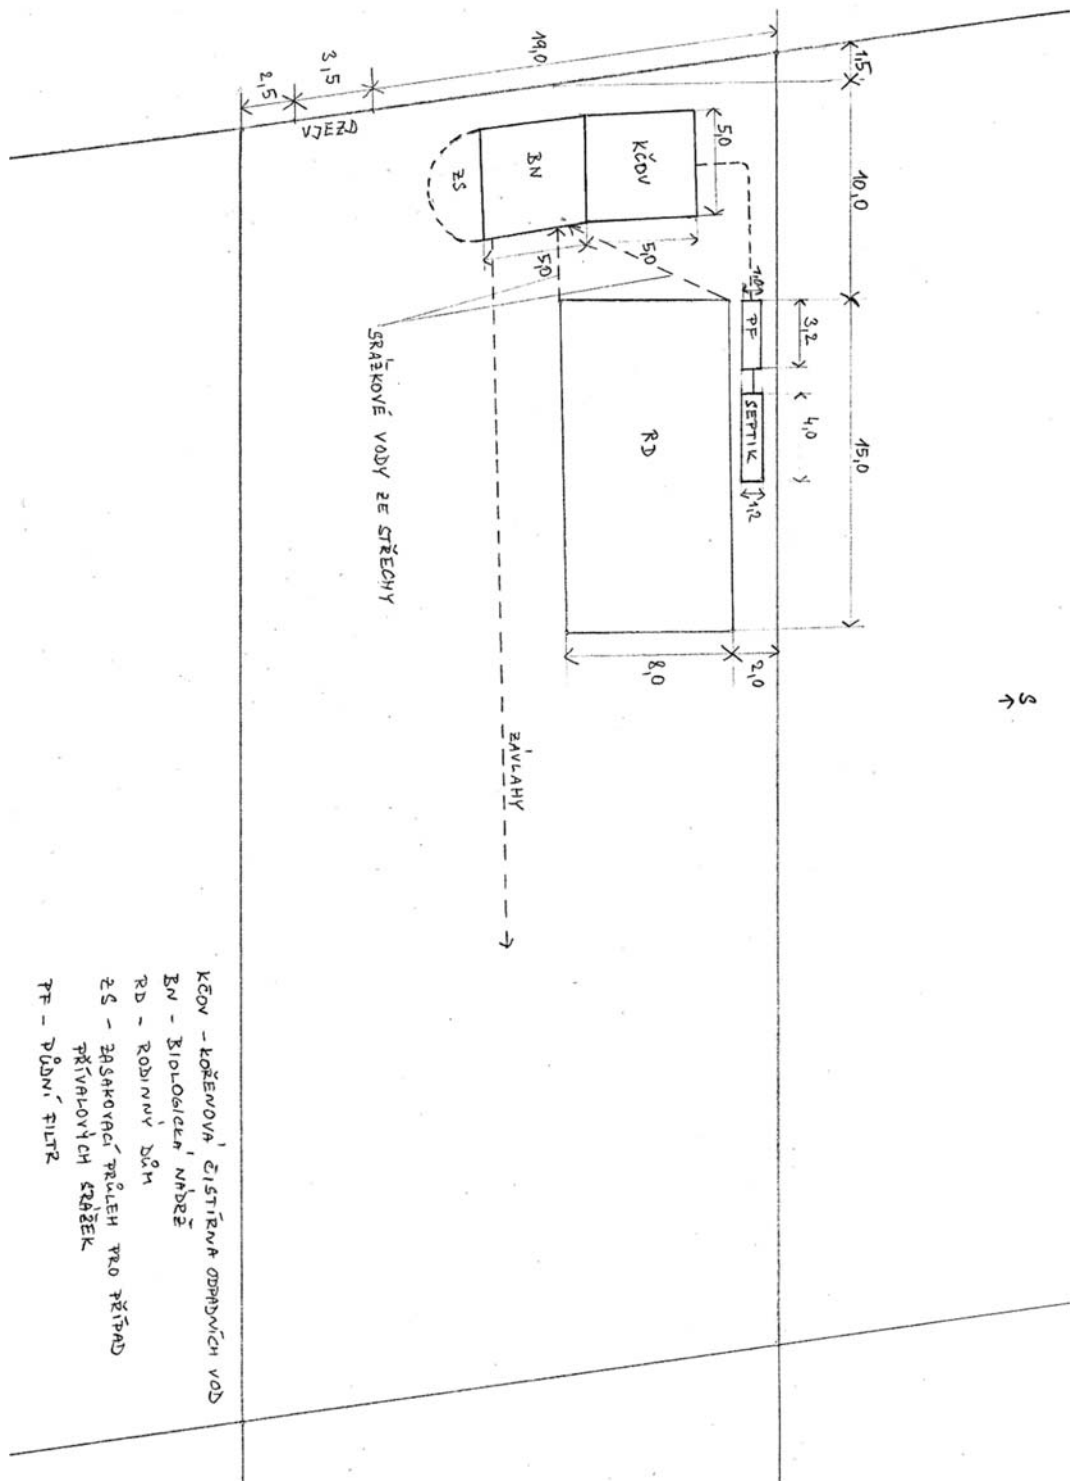 19,0
3,5
2,5
VJEZD
1,5
10,0
15,0
5,0
KČOV
BN
ZS
5,0
5,0
1,0
PF
3,2
SEPTIK
4,0
1,2
RD
8,0
2,0
SRÁŽKOVÉ VODY ZE STŘECHY
ZÁVLAHY
S
KČOV - KOŘENOVÁ ČISTÍRNA ODPADNÍCH VOD
BN - BIOLOGICKÁ NÁDRŽ
RD - RODINNÝ DŮM
ZS - ZASAKOVACÍ PRŮLEH PRO PŘÍPAD
PŘÍVALOVÝCH SRÁŽEK
PF - PŮDNÍ FILTR